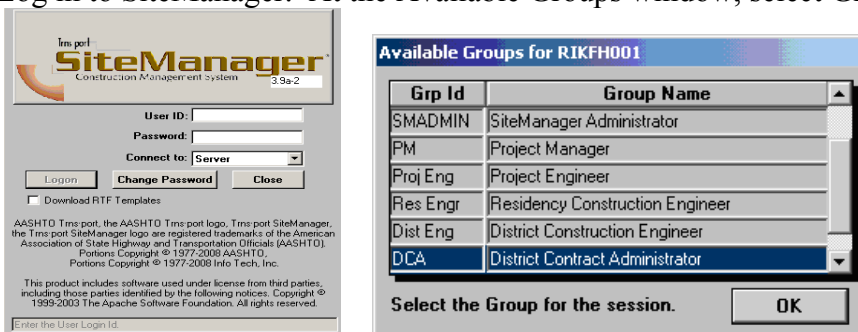 Log in to SiteManager. At the Available Groups window, select
Trns·port
SiteManager
Construction Management System
3.9a-2
User ID:
Password:
Connect to: Server
Logon Change Password Close
Download RTF Templates
AASHTO Trns·port, the AASHTO Trns·port logo, Trns·port SiteManager,
the Trns·port SiteManager logo are registered trademarks of the American
Association of State Highway and Transportation Officials (AASHTO).
Portions Copyright © 1977-2008 AASHTO,
Portions Copyright © 1977-2008 Info Tech, Inc.
This product includes software used under license from third parties,
including those parties identified by the following notices. Copyright ©
1999-2003 The Apache Software Foundation. All rights reserved.
Enter the User Login Id.
Available Groups for RIKFH001
Grp Id Group Name
SMADMIN SiteManager Administrator
PM Project Manager
Proj Eng Project Engineer
Res Engr Residency Construction Engineer
Dist Eng District Construction Engineer
DCA District Contract Administrator
Select the Group for the session.
OK